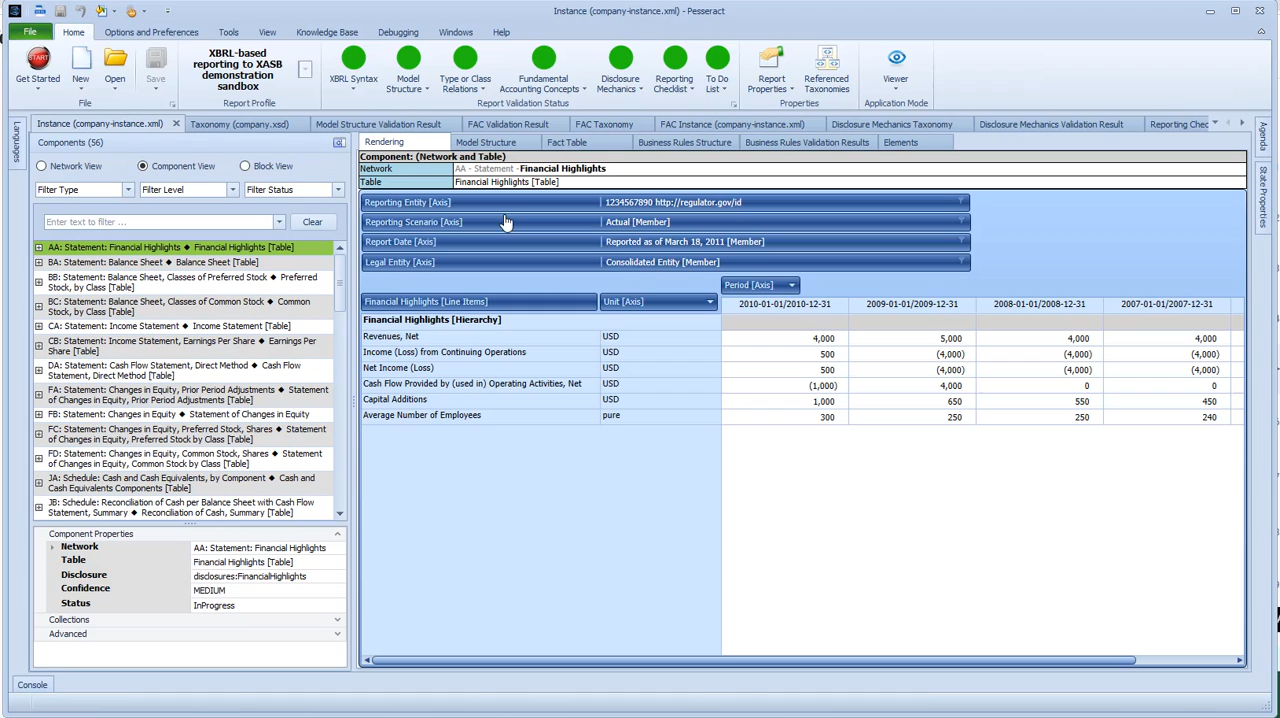 Instance (company-instance.xml) - Pesseract
File Home Options and Preferences Tools View Knowledge Base Debugging Windows Help
Get Started New Open Save
File
XBRL-based
reporting to XASB
demonstration
sandbox
Report Profile
XBRL Syntax Model Structure Type or Class Relations Fundamental Accounting Concepts Disclosure Mechanics Reporting Checklist To Do List
Report Validation Status
Report Properties Referenced Taxonomies
Properties
Viewer
Application Mode
Languages
Instance (company-instance.xml) Taxonomy (company.xsd) Model Structure Validation Result FAC Validation Result FAC Taxonomy FAC Instance (company-instance.xml) Disclosure Mechanics Taxonomy Disclosure Mechanics Validation Result Reporting Chec
Components (56)
Network View Component View Block View
Filter Type Filter Level Filter Status
Enter text to filter ... Clear
AA: Statement: Financial Highlights ◆ Financial Highlights [Table]
BA: Statement: Balance Sheet ◆ Balance Sheet [Table]
BB: Statement: Balance Sheet, Classes of Preferred Stock ◆ Preferred
Stock, by Class [Table]
BC: Statement: Balance Sheet, Classes of Common Stock ◆ Common
Stock, by Class [Table]
CA: Statement: Income Statement ◆ Income Statement [Table]
CB: Statement: Income Statement, Earnings Per Share ◆ Earnings Per
Share [Table]
DA: Statement: Cash Flow Statement, Direct Method ◆ Cash Flow
Statement, Direct Method [Table]
FA: Statement: Changes in Equity, Prior Period Adjustments ◆ Statement
of Changes in Equity, Prior Period Adjustments [Table]
FB: Statement: Changes in Equity ◆ Statement of Changes in Equity
FC: Statement: Changes in Equity, Preferred Stock, Shares ◆ Statement
of Changes in Equity, Preferred Stock by Class [Table]
FD: Statement: Changes in Equity, Common Stock, Shares ◆ Statement
of Changes in Equity, Common Stock by Class [Table]
JA: Schedule: Cash and Cash Equivalents, by Component ◆ Cash and
Cash Equivalents Components [Table]
JB: Schedule: Reconciliation of Cash per Balance Sheet with Cash Flow
Statement, Summary ◆ Reconciliation of Cash, Summary [Table]
Component Properties
Network AA: Statement: Financial Highlights
Table Financial Highlights [Table]
Disclosure disclosures:FinancialHighlights
Confidence MEDIUM
Status InProgress
Collections
Advanced
Console
Rendering Model Structure Fact Table Business Rules Structure Business Rules Validation Results Elements
Component: (Network and Table)
Network AA - Statement - Financial Highlights
Table Financial Highlights [Table]
Reporting Entity [Axis] 1234567890 http://regulator.gov/id
Reporting Scenario [Axis] Actual [Member]
Report Date [Axis] Reported as of March 18, 2011 [Member]
Legal Entity [Axis] Consolidated Entity [Member]
Period [Axis]
Financial Highlights [Line Items] Unit [Axis] 2010-01-01/2010-12-31 2009-01-01/2009-12-31 2008-01-01/2008-12-31 2007-01-01/2007-12-31
Financial Highlights [Hierarchy]
Revenues, Net USD 4,000 5,000 4,000 4,000
Income (Loss) from Continuing Operations USD 500 (4,000) (4,000) (4,000)
Net Income (Loss) USD 500 (4,000) (4,000) (4,000)
Cash Flow Provided by (used in) Operating Activities, Net USD (1,000) 4,000 0 0
Capital Additions USD 1,000 650 550 450
Average Number of Employees pure 300 250 250 240
Agenda
State Properties